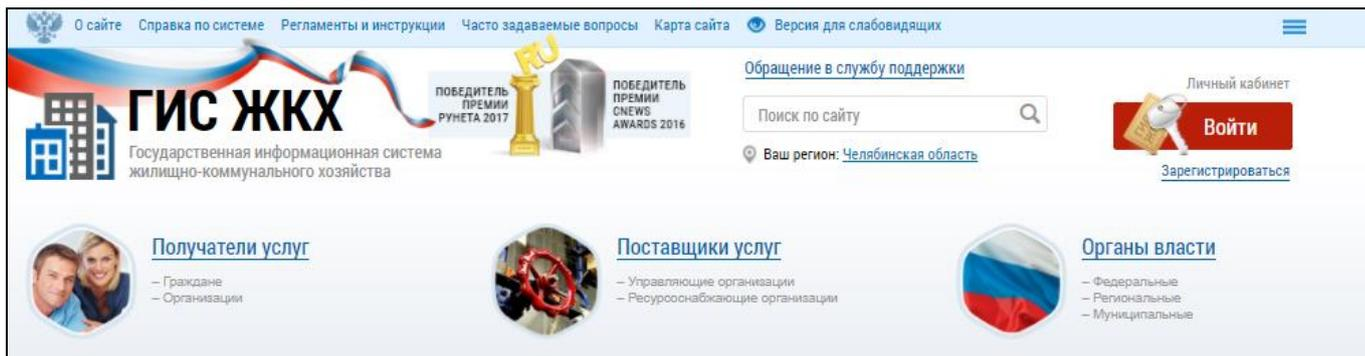 О сайте Справка по системе Регламенты и инструкции Часто задаваемые вопросы Карта сайта Версия для слабовидящих
ГИС ЖКХ
Государственная информационная система
жилищно-коммунального хозяйства
ПОБЕДИТЕЛЬ
ПРЕМИИ
РУНЕТА 2017
RU
ПОБЕДИТЕЛЬ
ПРЕМИИ
CNEWS
AWARDS 2016
Обращение в службу поддержки
Поиск по сайту
Ваш регион: Челябинская область
Личный кабинет
Войти
Зарегистрироваться
Получатели услуг
– Граждане
– Организации
Поставщики услуг
– Управляющие организации
– Ресурсоснабжающие организации
Органы власти
– Федеральные
– Региональные
– Муниципальные